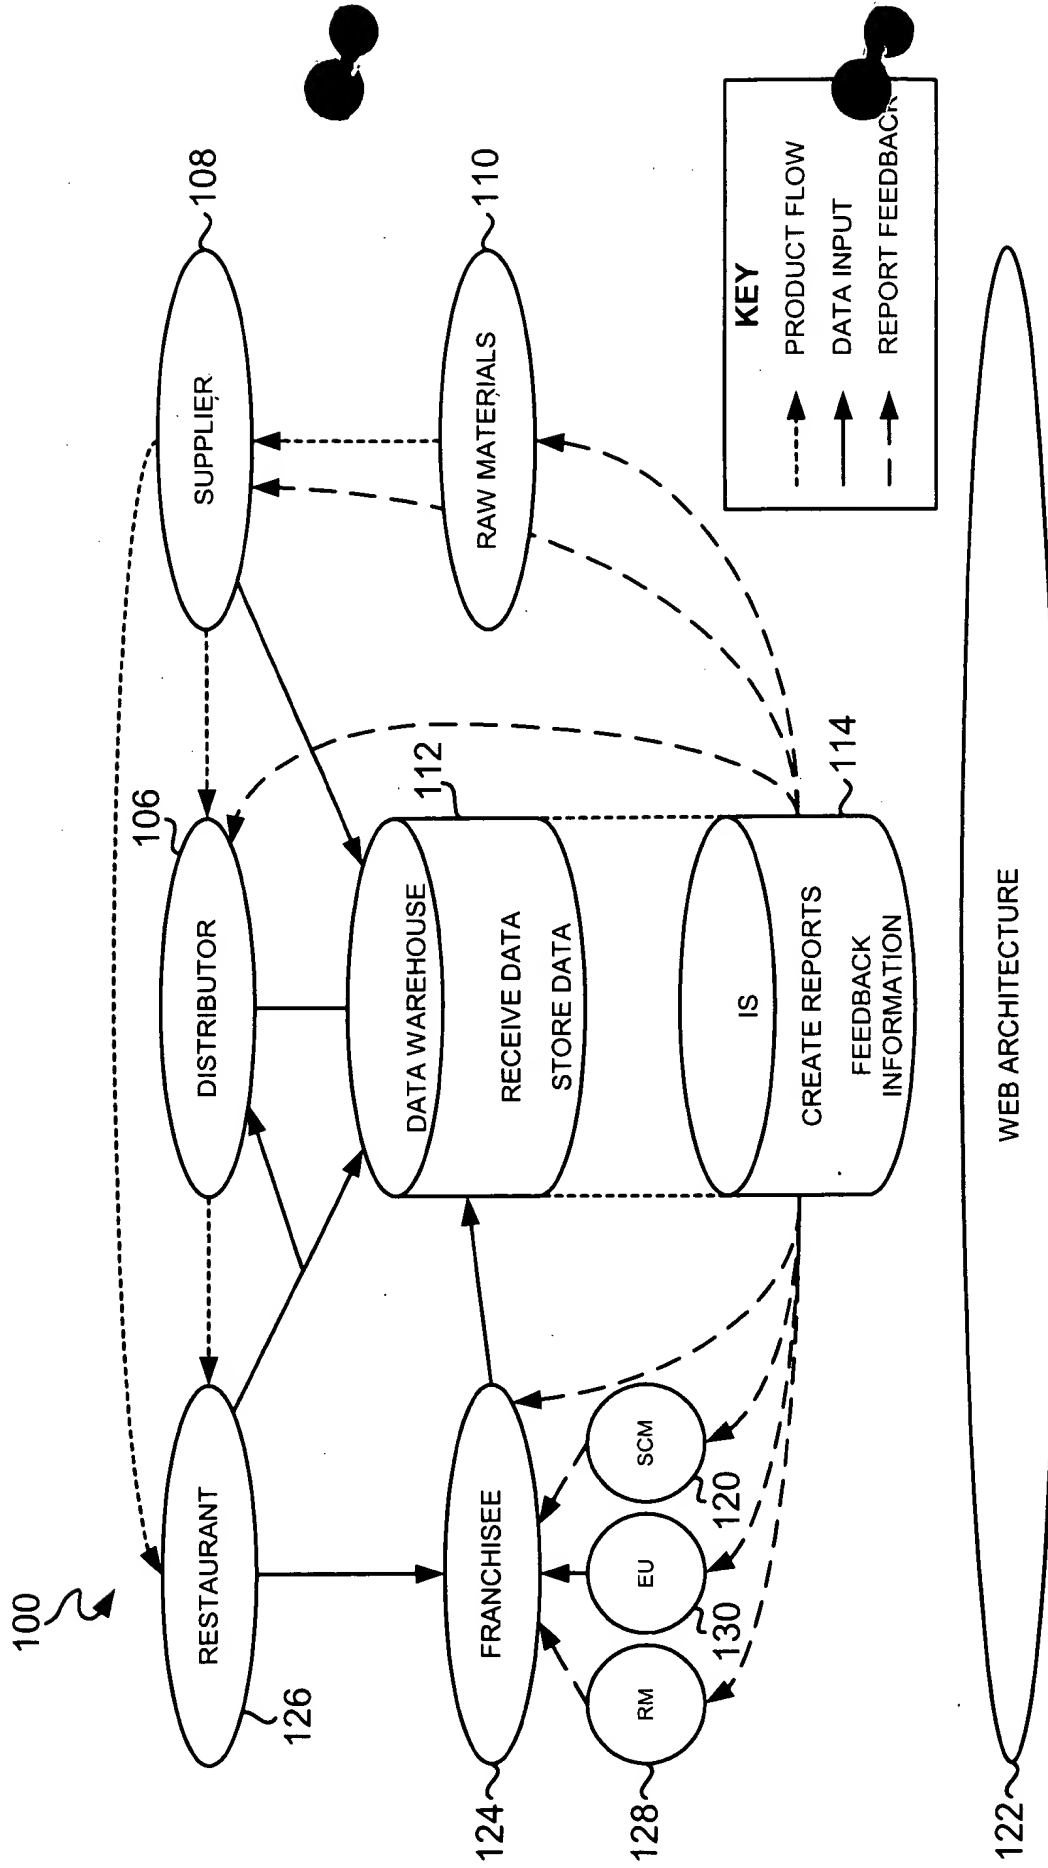 100
RESTAURANT
126
DISTRIBUTOR
106
SUPPLIER
108
FRANCHISEE
124
DATA WAREHOUSE
112
RECEIVE DATA
STORE DATA
RAW MATERIALS
110
RM
128
EU
130
SCM
120
IS
114
CREATE REPORTS
FEEDBACK
INFORMATION
KEY
PRODUCT FLOW
DATA INPUT
REPORT FEEDBACK
WEB ARCHITECTURE
122